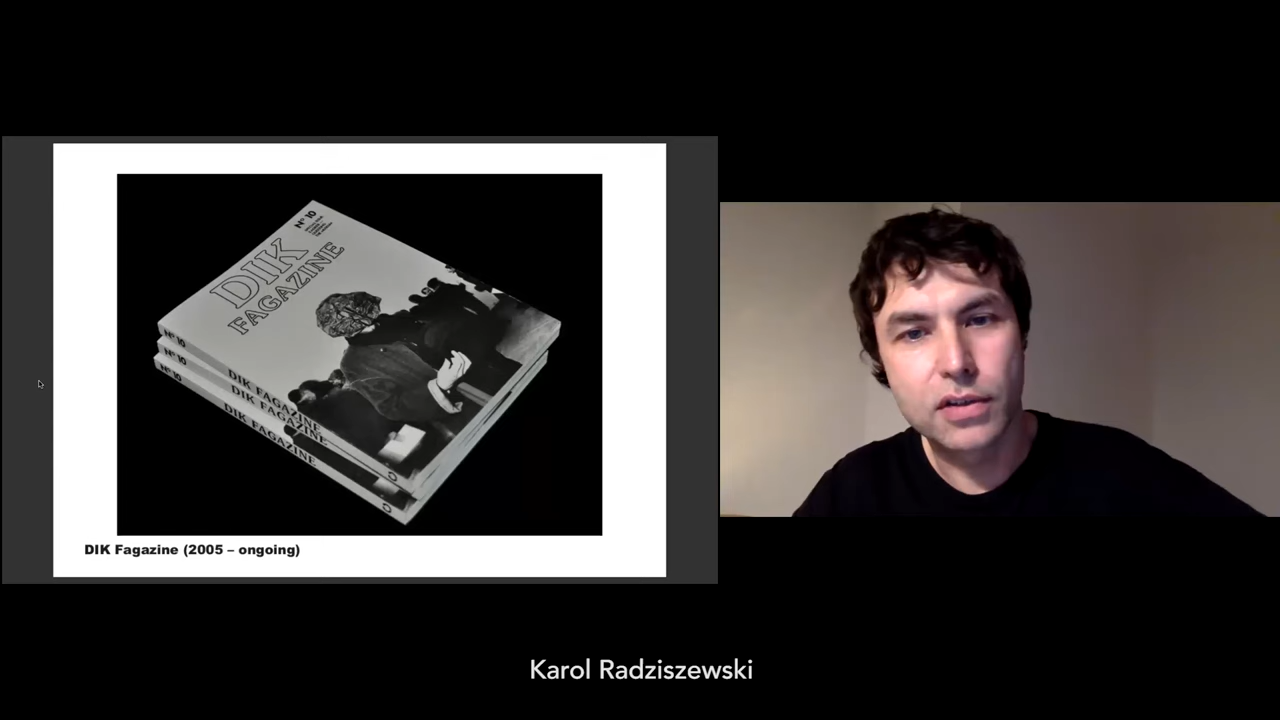 Nº 10
DIK
FAGAZINE
Nº 10
DIK FAGAZINE
Nº 10
DIK FAGAZINE
Nº 10
DIK FAGAZINE
DIK Fagazine (2005 – ongoing)
Karol Radziszewski